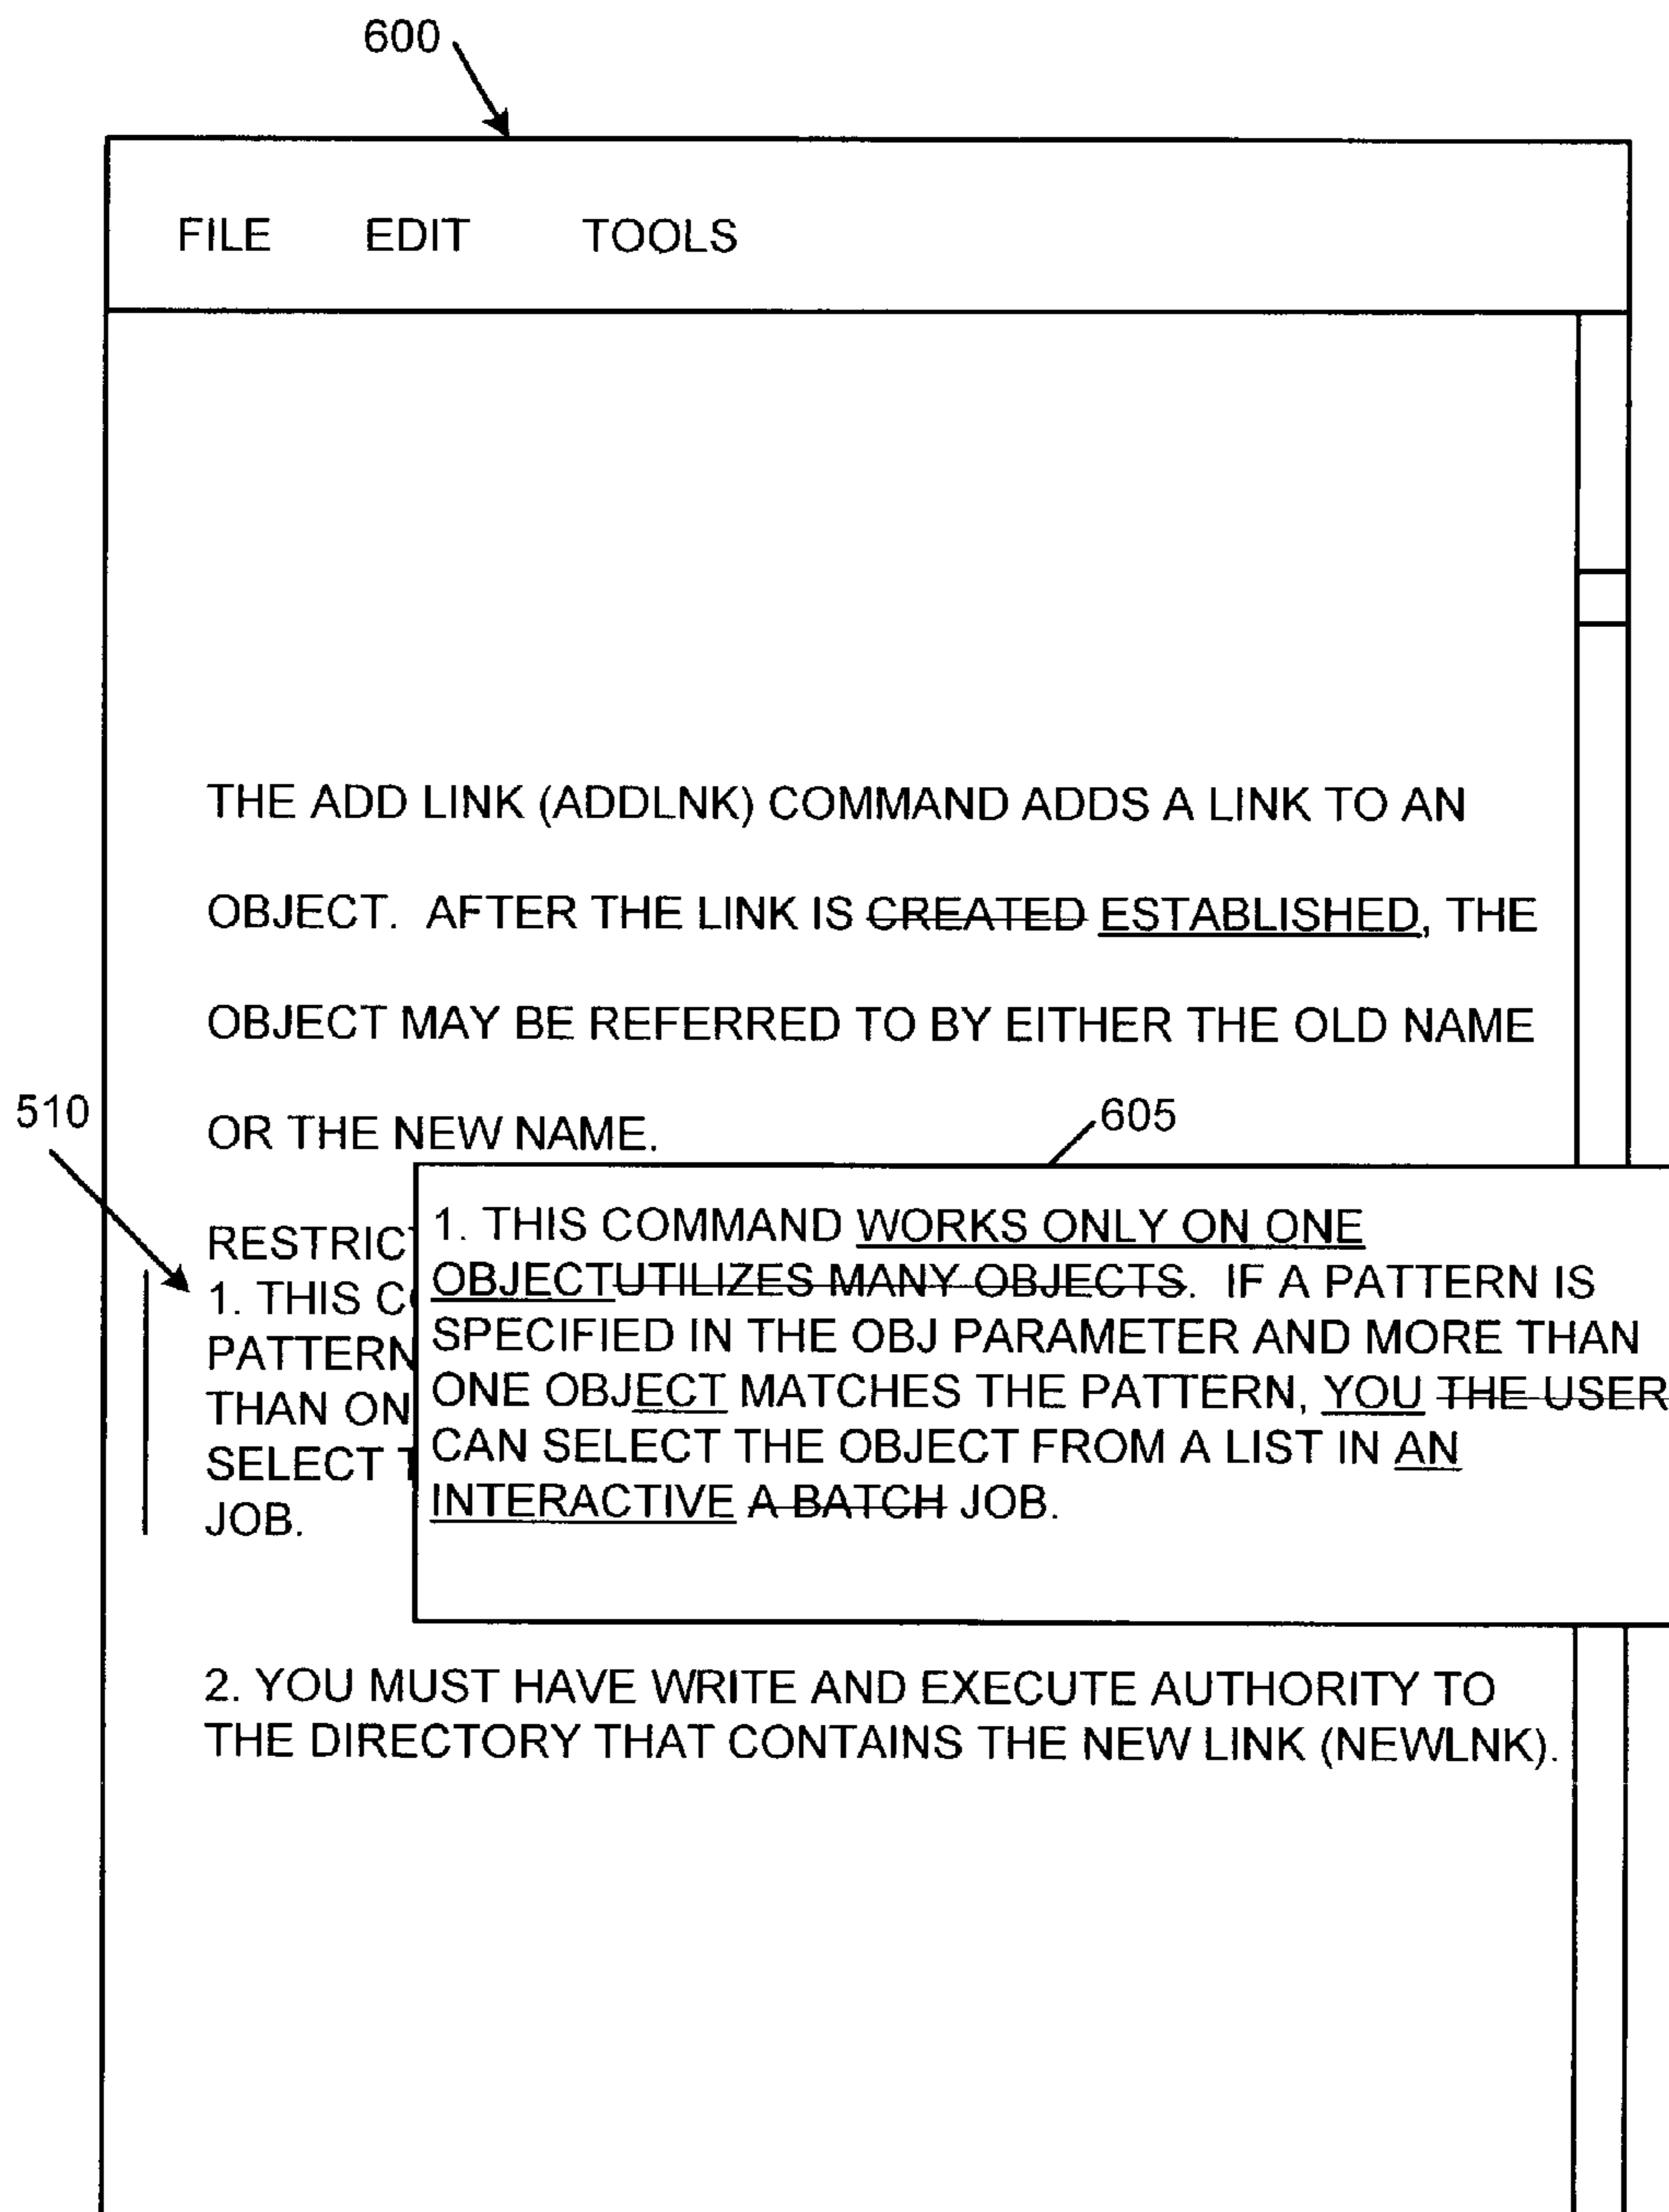 600
FILE EDIT TOOLS
THE ADD LINK (ADDLNK) COMMAND ADDS A LINK TO AN
OBJECT. AFTER THE LINK IS CREATED ESTABLISHED, THE
OBJECT MAY BE REFERRED TO BY EITHER THE OLD NAME
510
OR THE NEW NAME.
605
RESTRICT
1. THIS CO
PATTERN
THAN ON
SELECT T
JOB.
1. THIS COMMAND WORKS ONLY ON ONE
OBJECTUTILIZES MANY OBJECTS. IF A PATTERN IS
SPECIFIED IN THE OBJ PARAMETER AND MORE THAN
ONE OBJECT MATCHES THE PATTERN, YOU THE USER
CAN SELECT THE OBJECT FROM A LIST IN AN
INTERACTIVE A BATCH JOB.
2. YOU MUST HAVE WRITE AND EXECUTE AUTHORITY TO
THE DIRECTORY THAT CONTAINS THE NEW LINK (NEWLNK).